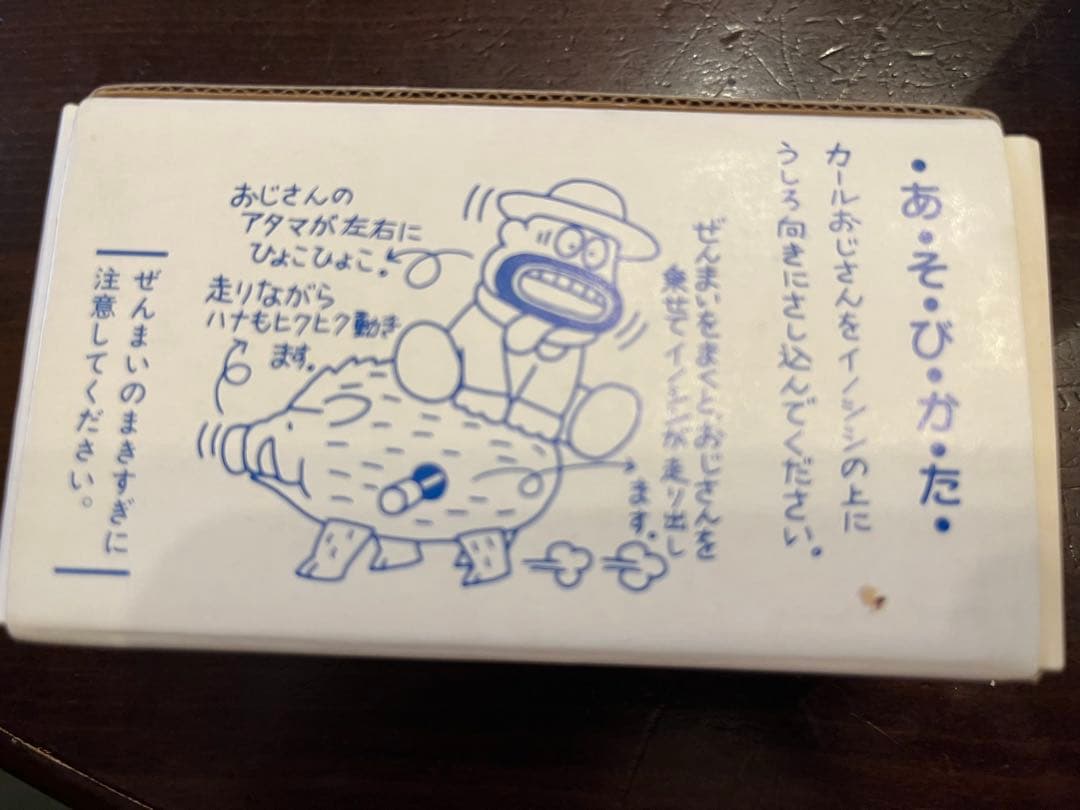 ・あ・そ・び・か・た・
カールおじさんをイノシシの上に
うしろ向きにさし込んでください。
ぜんまいをまくと、おじさんを
乗せてイノシシが走り出し
ます。
おじさんの
アタマが左右に
ひょこひょこ。
走りながら
ハナもヒクヒク動き
ます。
ぜんまいのまきすぎに
注意してください。